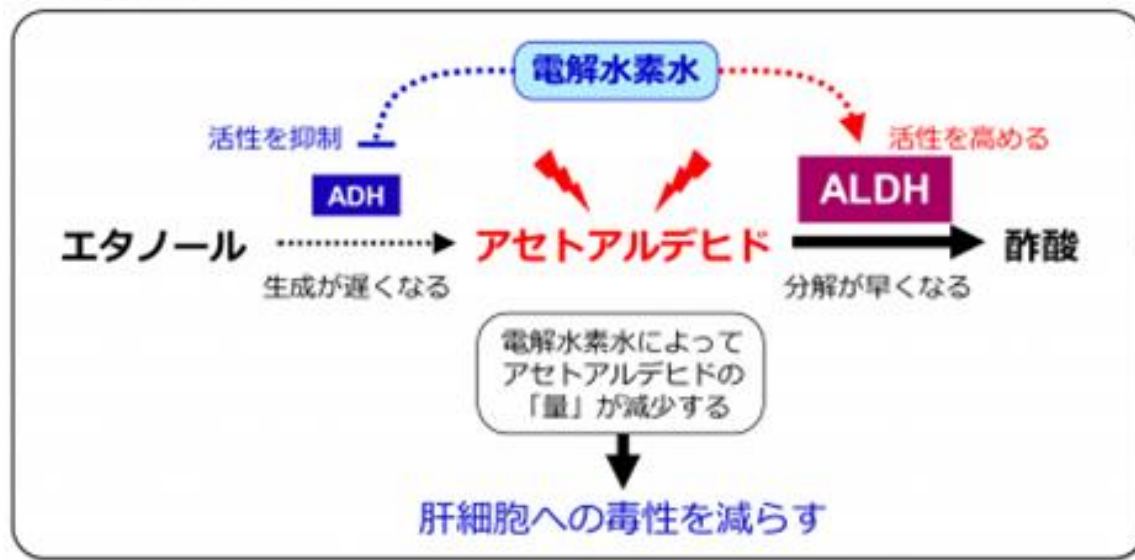 電解水素水
活性を抑制
活性を高める
ADH
ALDH
エタノール
アセトアルデヒド
酢酸
生成が遅くなる
分解が早くなる
電解水素水によって
アセトアルデヒドの
「量」が減少する
肝細胞への毒性を減らす